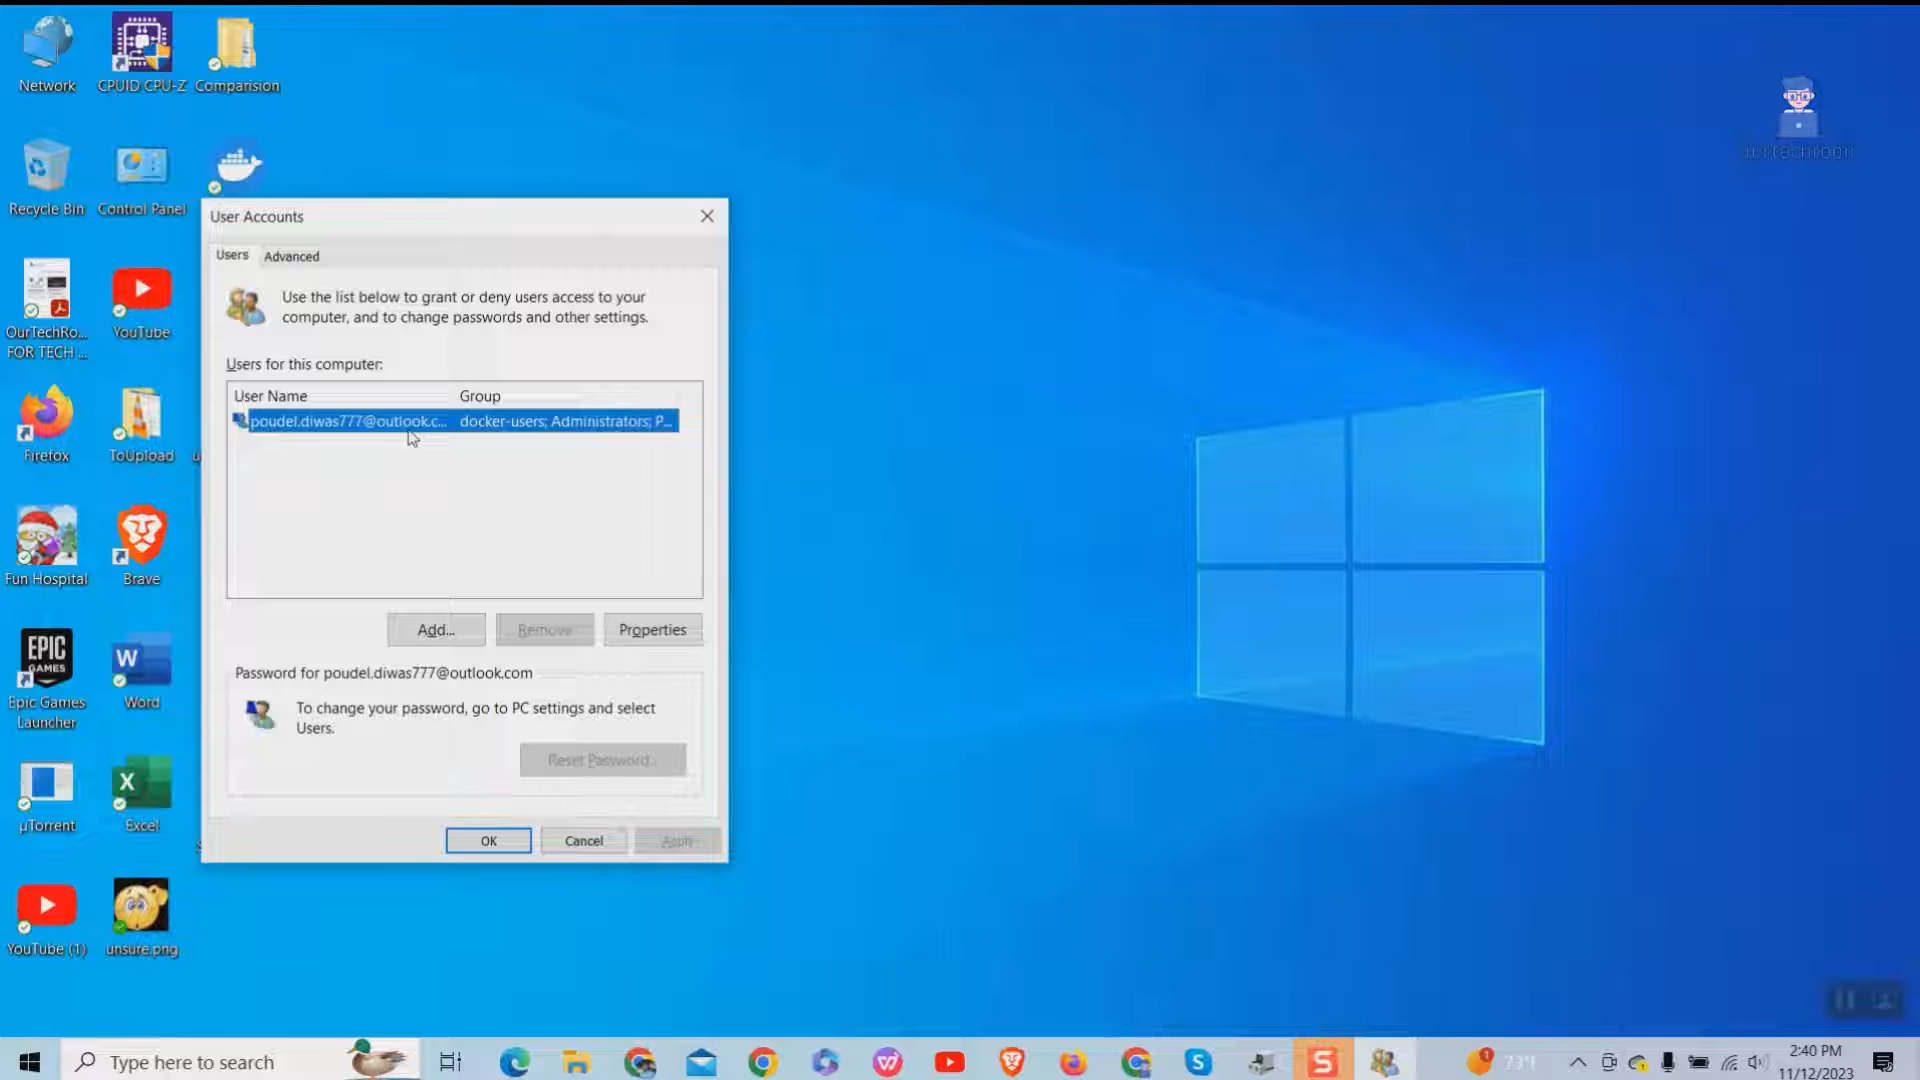 Network
CPUID CPU-Z
Comparision
Recycle Bin
Control Panel
OurTechRo...
FOR TECH ...
YouTube
Firefox
ToUpload
Fun Hospital
Brave
EPIC
GAMES
Epic Games
Launcher
Word
µTorrent
Excel
YouTube (1)
unsure.png
User Accounts
Users
Advanced
Use the list below to grant or deny users access to your
computer, and to change passwords and other settings.
Users for this computer:
User Name
Group
poudel.diwas777@outlook.c...
docker-users; Administrators; P...
Add...
Remove
Properties
Password for poudel.diwas777@outlook.com
To change your password, go to PC settings and select
Users.
Reset Password...
OK
Cancel
Apply
Type here to search
73°F
2:40 PM
11/12/2023